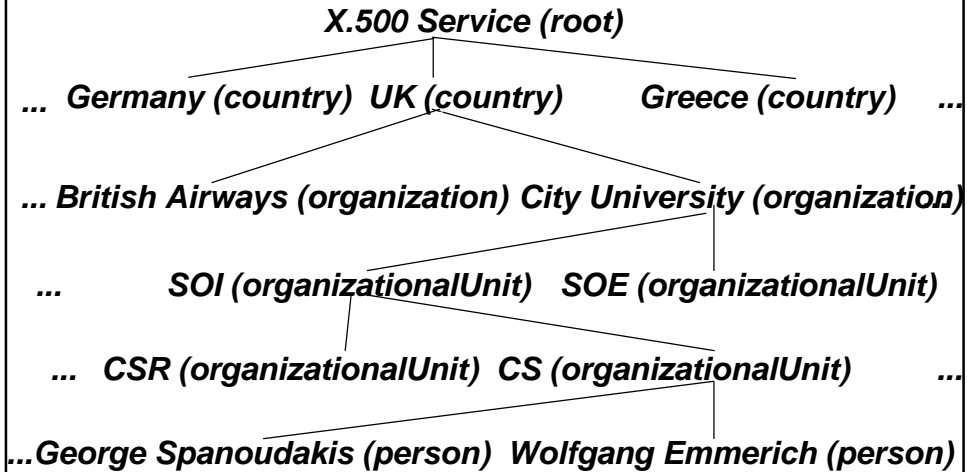 X.500 Service (root)
... Germany (country) UK (country) Greece (country) ...
... British Airways (organization) City University (organization) ...
... SOI (organizationalUnit) SOE (organizationalUnit)
... CSR (organizationalUnit) CS (organizationalUnit) ...
...George Spanoudakis (person) Wolfgang Emmerich (person)